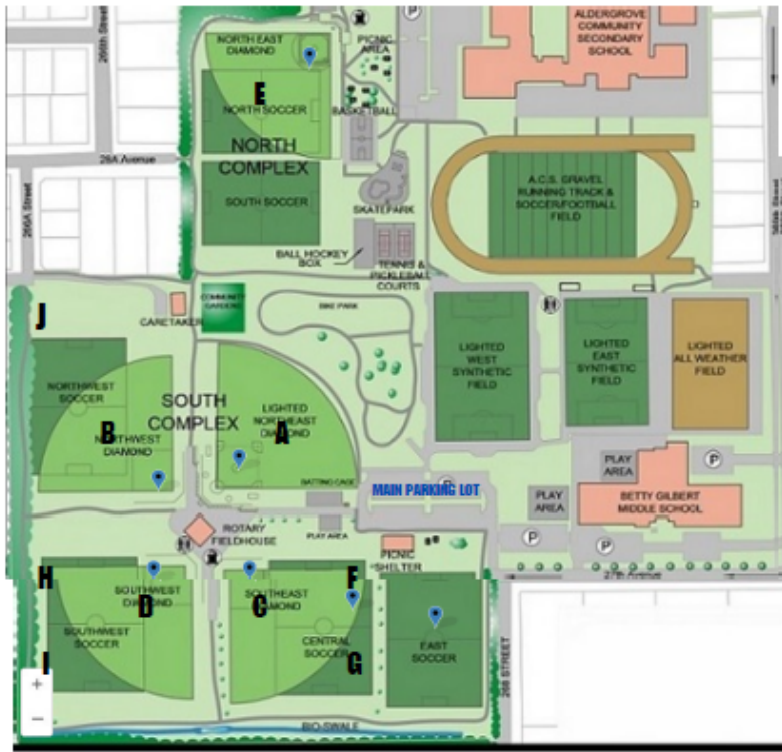 266th Street
NORTH EAST
DIAMOND
PICNIC
AREA
P
ALDERGROVE
COMMUNITY
SECONDARY
SCHOOL
E
NORTH SOCCER
BASKETBALL
26A Avenue
NORTH
COMPLEX
SOUTH SOCCER
SKATEPARK
A.C.S. GRAVEL
RUNNING TRACK &
SOCCER/FOOTBALL
FIELD
266A Street
BALL HOCKEY
BOX
TENNIS &
PICKLEBALL
COURTS
J
CARETAKER
COMMUNITY
GARDENS
BIKE PARK
LIGHTED
WEST
SYNTHETIC
FIELD
LIGHTED
EAST
SYNTHETIC
FIELD
LIGHTED
ALL WEATHER
FIELD
NORTHWEST
SOCCER
SOUTH
COMPLEX
LIGHTED
NORTHEAST
DIAMOND
B
A
NORTHWEST
DIAMOND
BATTING CAGE
MAIN PARKING LOT
P
PLAY
AREA
P
PLAY
AREA
BETTY GILBERT
MIDDLE SCHOOL
ROTARY
FIELDHOUSE
PLAY AREA
PICNIC
SHELTER
P
P
27th Avenue
H
SOUTHWEST
DIAMOND
D
SOUTHEAST
DIAMOND
C
F
SOUTHWEST
SOCCER
CENTRAL
SOCCER
EAST
SOCCER
I
G
268 STREET
+
−
BIO-SWALE